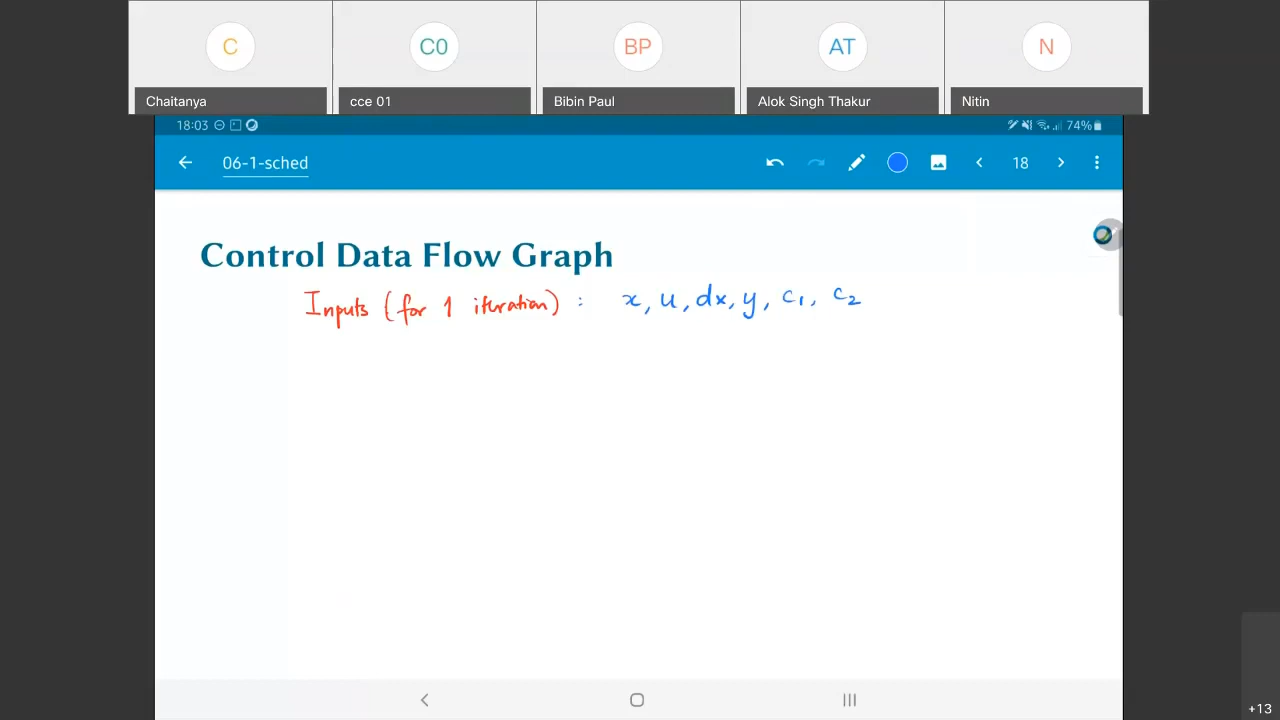 C C0 BP AT N
Chaitanya cce 01 Bibin Paul Alok Singh Thakur Nitin
18:03 74%
06-1-sched 18
Control Data Flow Graph
Inputs (for 1 iteration) : x, u, dx, y, c1, c2
+13